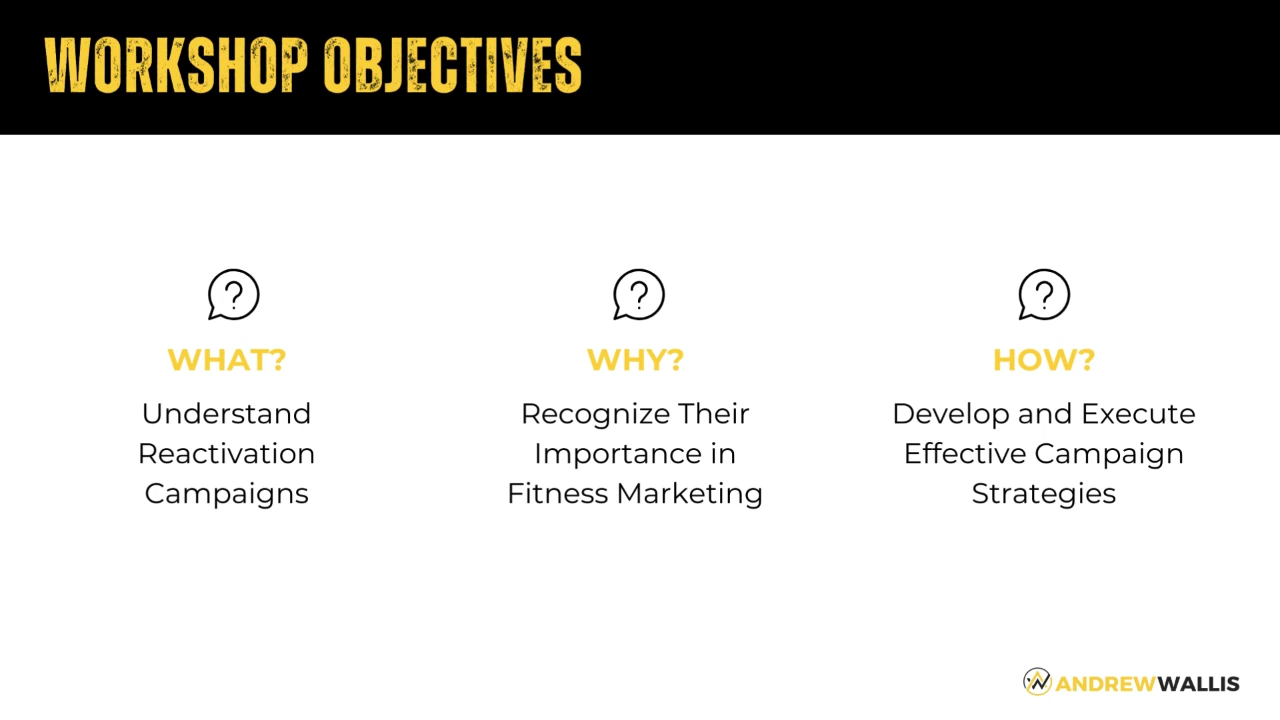 WORKSHOP OBJECTIVES
WHAT?
Understand
Reactivation
Campaigns
WHY?
Recognize Their
Importance in
Fitness Marketing
HOW?
Develop and Execute
Effective Campaign
Strategies
ANDREWWALLIS